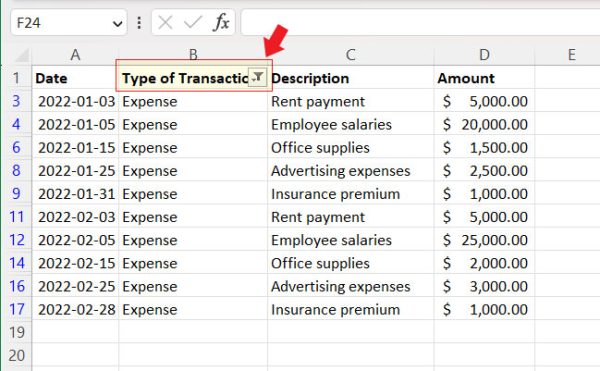 F24 fx
A B C D E
1 Date Type of Transactio Description Amount
3 2022-01-03 Expense Rent payment $ 5,000.00
4 2022-01-05 Expense Employee salaries $ 20,000.00
6 2022-01-15 Expense Office supplies $ 1,500.00
8 2022-01-25 Expense Advertising expenses $ 2,500.00
9 2022-01-31 Expense Insurance premium $ 1,000.00
11 2022-02-03 Expense Rent payment $ 5,000.00
12 2022-02-05 Expense Employee salaries $ 25,000.00
14 2022-02-15 Expense Office supplies $ 2,000.00
16 2022-02-25 Expense Advertising expenses $ 3,000.00
17 2022-02-28 Expense Insurance premium $ 1,000.00
19
20